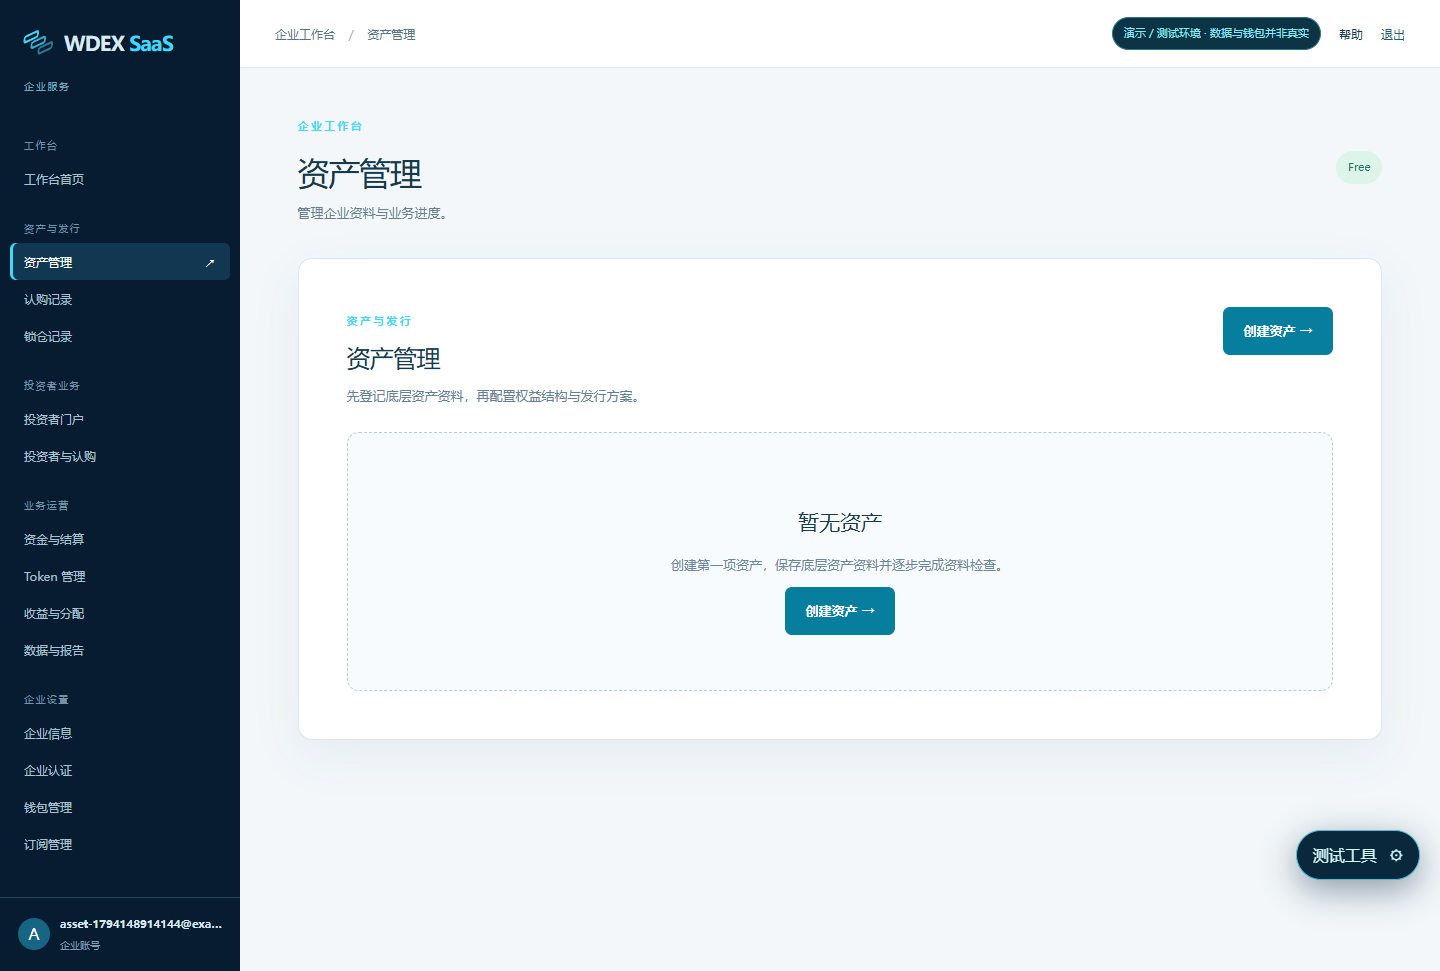 WDEX SaaS
企业服务
工作台
工作台首页
资产与发行
资产管理 ↗
认购记录
锁仓记录
投资者业务
投资者门户
投资者与认购
业务运营
资金与结算
Token 管理
收益与分配
数据与报告
企业设置
企业信息
企业认证
钱包管理
订阅管理
A
asset-1794148914144@exa...
企业账号
企业工作台 / 资产管理
演示 / 测试环境 · 数据与钱包并非真实
帮助
退出
企业工作台
资产管理
Free
管理企业资料与业务进度。
资产与发行
创建资产 →
资产管理
先登记底层资产资料，再配置权益结构与发行方案。
暂无资产
创建第一项资产，保存底层资产资料并逐步完成资料检查。
创建资产 →
测试工具 ⚙